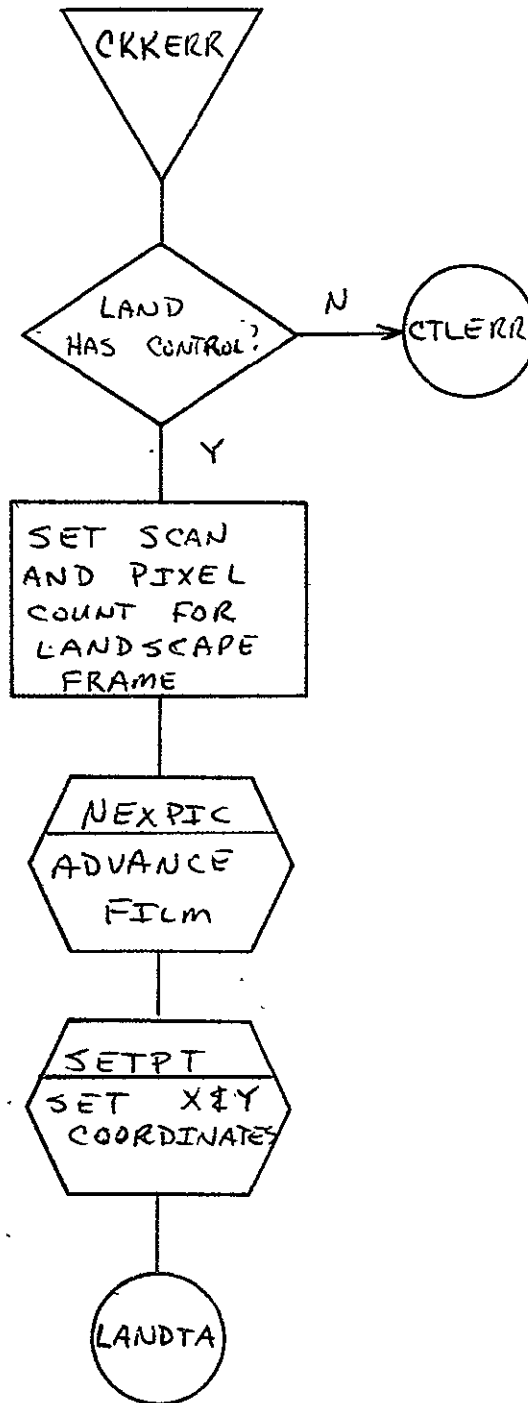 CKKERR
LAND
HAS CONTROL?
N
CTLERR
Y
SET SCAN
AND PIXEL
COUNT FOR
LANDSCAPE
FRAME
NEXPIC
ADVANCE
FILM
SETPT
SET X&Y
COORDINATES
LANDTA